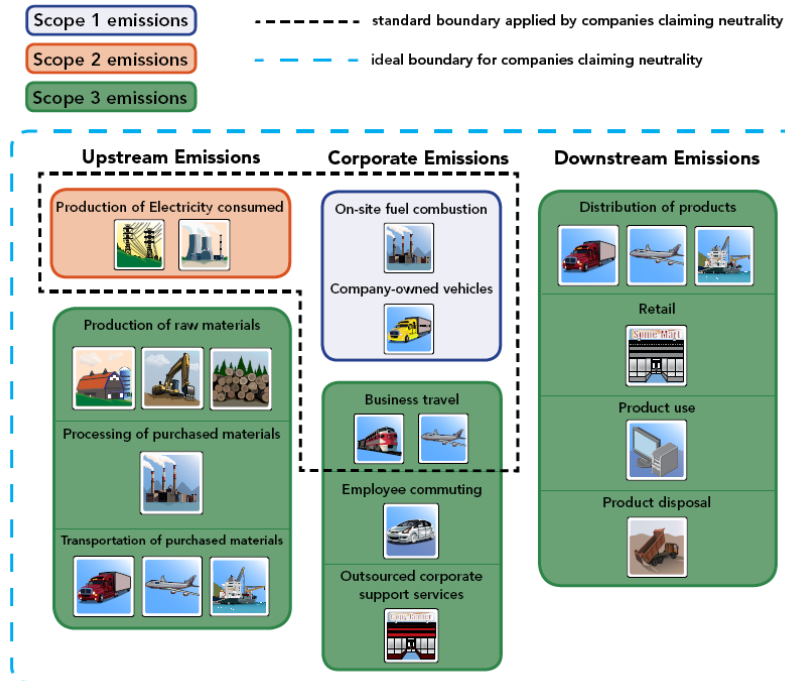 Scope 1 emissions
standard boundary applied by companies claiming neutrality
Scope 2 emissions
ideal boundary for companies claiming neutrality
Scope 3 emissions
Upstream Emissions
Corporate Emissions
Downstream Emissions
Production of Electricity consumed
On-site fuel combustion
Company-owned vehicles
Distribution of products
Production of raw materials
Retail
Business travel
Product use
Processing of purchased materials
Employee commuting
Product disposal
Transportation of purchased materials
Outsourced corporate
support services